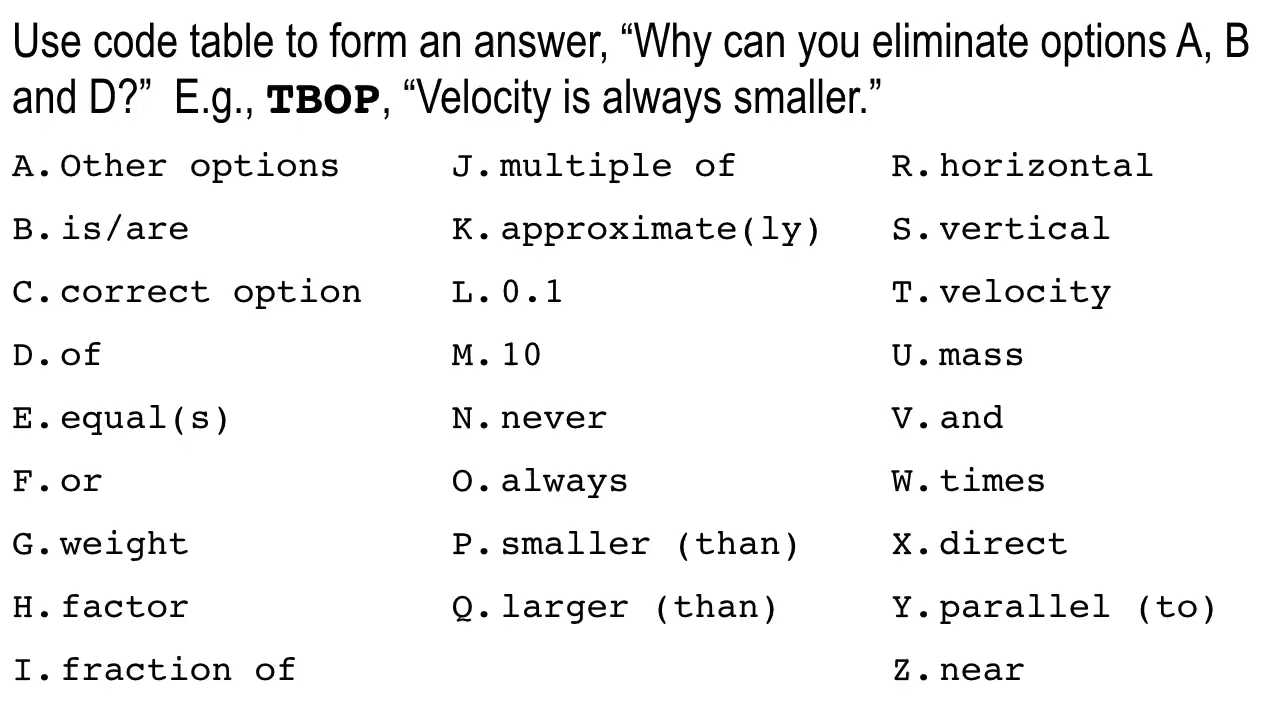 Use code table to form an answer, “Why can you eliminate options A, B
and D?” E.g., TBOP, “Velocity is always smaller.”
A. Other options
B. is/are
C. correct option
D. of
E. equal(s)
F. or
G. weight
H. factor
I. fraction of
J. multiple of
K. approximate(ly)
L. 0.1
M. 10
N. never
O. always
P. smaller (than)
Q. larger (than)
R. horizontal
S. vertical
T. velocity
U. mass
V. and
W. times
X. direct
Y. parallel (to)
Z. near